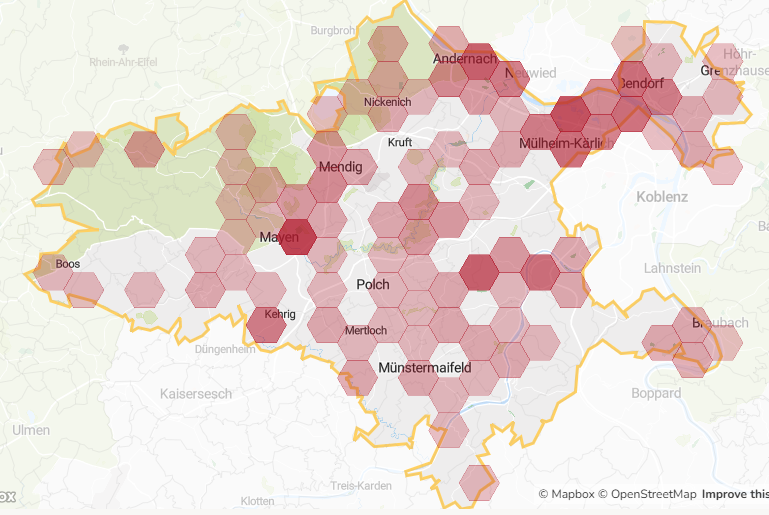 Burgbrohl
Höhr-
Andernach
Rhein-Ahr-Eifel
Neuwied
Grenzhausen
Bendorf
Nickenich
Kruft
Mülheim-Kärlich
Mendig
Koblenz
Mayen
Boos
Lahnstein
Polch
Kehrig
Braubach
Mertloch
Düngenheim
Münstermaifeld
Kaisersesch
Boppard
Ulmen
Treis-Karden
© Mapbox © OpenStreetMap Improve this
Klotten